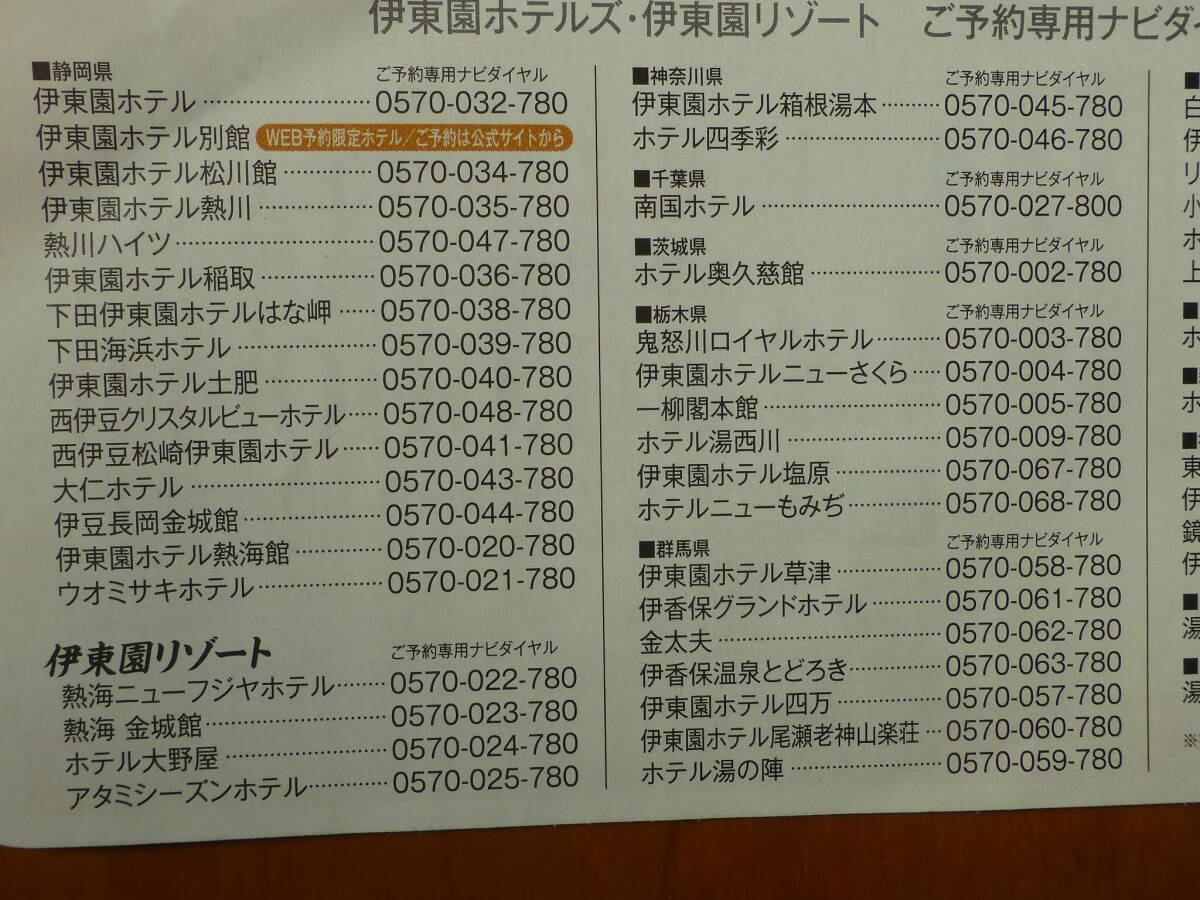 伊東園ホテルズ・伊東園リゾート ご予約専用ナビダイ
■静岡県 ご予約専用ナビダイヤル
伊東園ホテル 0570-032-780
伊東園ホテル別館 WEB予約限定ホテル/ご予約は公式サイトから
伊東園ホテル松川館 0570-034-780
伊東園ホテル熱川 0570-035-780
熱川ハイツ 0570-047-780
伊東園ホテル稲取 0570-036-780
下田伊東園ホテルはな岬 0570-038-780
下田海浜ホテル 0570-039-780
伊東園ホテル土肥 0570-040-780
西伊豆クリスタルビューホテル 0570-048-780
西伊豆松崎伊東園ホテル 0570-041-780
大仁ホテル 0570-043-780
伊豆長岡金城館 0570-044-780
伊東園ホテル熱海館 0570-020-780
ウオミサキホテル 0570-021-780
伊東園リゾート ご予約専用ナビダイヤル
熱海ニューフジヤホテル 0570-022-780
熱海 金城館 0570-023-780
ホテル大野屋 0570-024-780
アタミシーズンホテル 0570-025-780
■神奈川県 ご予約専用ナビダイヤル
伊東園ホテル箱根湯本 0570-045-780
ホテル四季彩 0570-046-780
■千葉県 ご予約専用ナビダイヤル
南国ホテル 0570-027-800
■茨城県 ご予約専用ナビダイヤル
ホテル奥久慈館 0570-002-780
■栃木県 ご予約専用ナビダイヤル
鬼怒川ロイヤルホテル 0570-003-780
伊東園ホテルニューさくら 0570-004-780
一柳閣本館 0570-005-780
ホテル湯西川 0570-009-780
伊東園ホテル塩原 0570-067-780
ホテルニューもみぢ 0570-068-780
■群馬県 ご予約専用ナビダイヤル
伊東園ホテル草津 0570-058-780
伊香保グランドホテル 0570-061-780
金太夫 0570-062-780
伊香保温泉とどろき 0570-063-780
伊東園ホテル四万 0570-057-780
伊東園ホテル尾瀬老神山楽荘 0570-060-780
ホテル湯の陣 0570-059-780